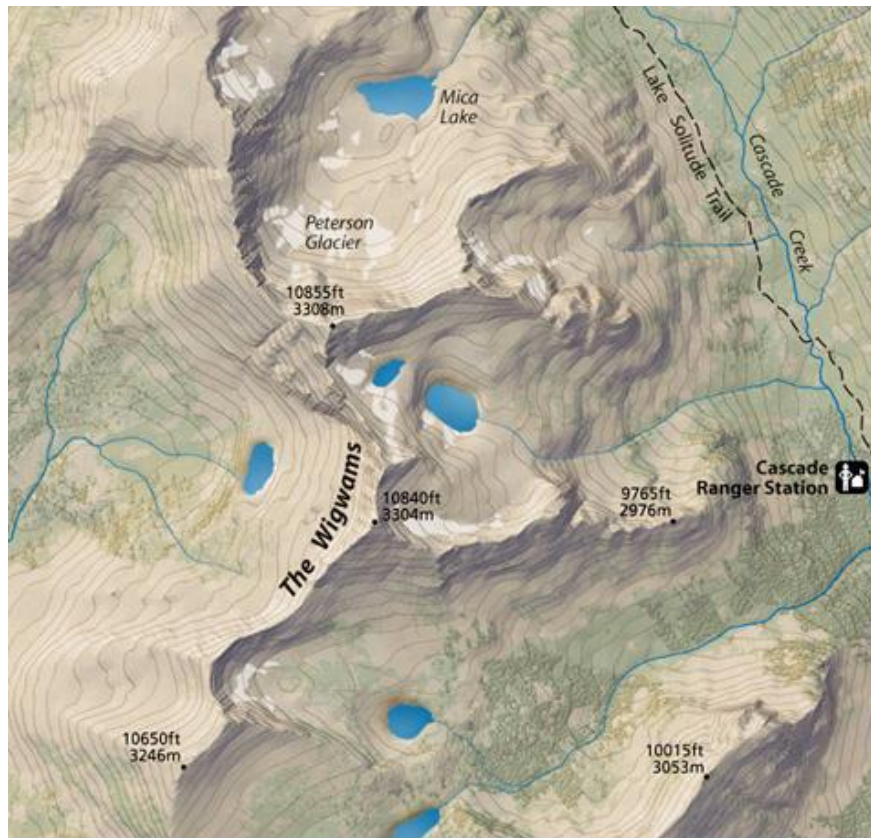 Mica
Lake
Lake Solitude Trail
Cascade
Creek
Peterson
Glacier
10855ft
3308m
The Wigwams
10840ft
3304m
9765ft
2976m
Cascade
Ranger Station
10650ft
3246m
10015ft
3053m